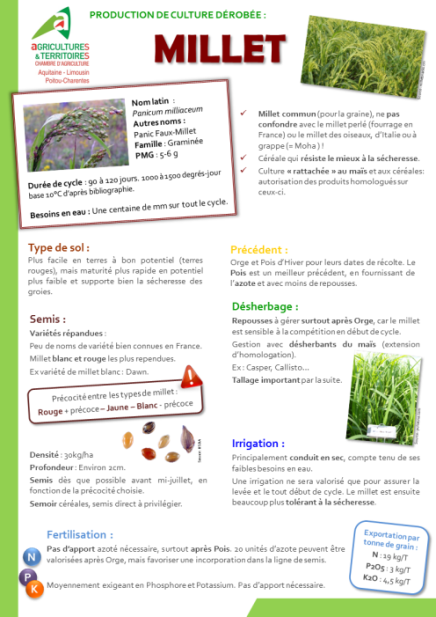 PRODUCTION DE CULTURE DÉROBÉE :
MILLET
AGRICULTURES
& TERRITOIRES
CHAMBRE D'AGRICULTURE
Aquitaine - Limousin
Poitou-Charentes
Nom latin :
Panicum milliaceum
Autres noms :
Panic Faux-Millet
Famille : Graminée
PMG : 5-6 g
Durée de cycle : 90 à 120 jours. 1000 à 1500 degrés-jour
base 10°C d'après bibliographie.
Besoins en eau : Une centaine de mm sur tout le cycle.
✓ Millet commun (pour la graine), ne pas
confondre avec le millet perlé (fourrage en
France) ou le millet des oiseaux, d'Italie ou à
grappe (= Moha) !
✓ Céréale qui résiste le mieux à la sécheresse.
✓ Culture « rattachée » au maïs et aux céréales:
autorisation des produits homologués sur
ceux-ci.
Type de sol :
Plus facile en terres à bon potentiel (terres
rouges), mais maturité plus rapide en potentiel
plus faible et supporte bien la sécheresse des
groies.
Semis :
Variétés répandues :
Peu de noms de variété bien connues en France.
Millet blanc et rouge les plus rependues.
Ex variété de millet blanc : Dawn.
Précocité entre les types de millet :
Rouge + précoce – Jaune – Blanc - précoce
Densité : 30kg/ha
Profondeur : Environ 2cm.
Semis dès que possible avant mi-juillet, en
fonction de la précocité choisie.
Semoir céréales, semis direct à privilégier.
Précédent :
Orge et Pois d'Hiver pour leurs dates de récolte. Le
Pois est un meilleur précédent, en fournissant de
l'azote et avec moins de repousses.
Désherbage :
Repousses à gérer surtout après Orge, car le millet
est sensible à la compétition en début de cycle.
Gestion avec désherbants du maïs (extension
d'homologation).
Ex : Casper, Callisto...
Tallage important par la suite.
Irrigation :
Principalement conduit en sec, compte tenu de ses
faibles besoins en eau.
Une irrigation ne sera valorisé que pour assurer la
levée et le tout début de cycle. Le millet est ensuite
beaucoup plus tolérant à la sécheresse.
Fertilisation :
N
Pas d'apport azoté nécessaire, surtout après Pois. 20 unités d'azote peuvent être
valorisées après Orge, mais favoriser une incorporation dans la ligne de semis.
P
K
Moyennement exigeant en Phosphore et Potassium. Pas d'apport nécessaire.
Exportation par
tonne de grain :
N : 19 kg/T
P2O5 : 3 kg/T
K2O : 4,5 kg/T